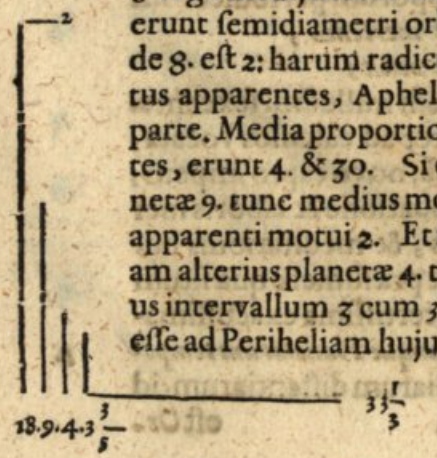 2
erunt ſemidiametri or
de 8. eſt 2: harum radic
tus apparentes, Aphel
parte. Media proportio
tes, erunt 4. & 30. Si
netæ 9. tunc medius m
apparenti motui 2. Et
am alterius planetæ 4. t
us intervallum 3 cum 3
eſſe ad Periheliam huju
18. 9. 4. 3 3/5
33 1/3